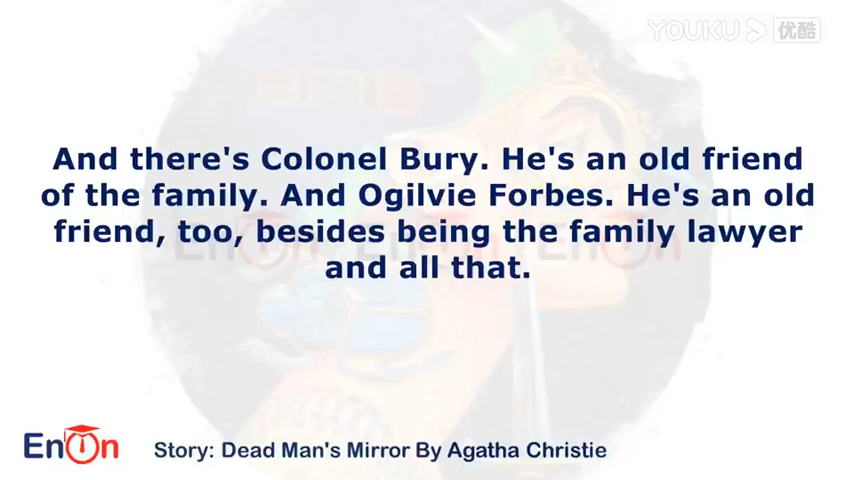 YOUKU 优酷
And there's Colonel Bury. He's an old friend
of the family. And Ogilvie Forbes. He's an old
friend, too, besides being the family lawyer
and all that.
EnOn
Story: Dead Man's Mirror By Agatha Christie